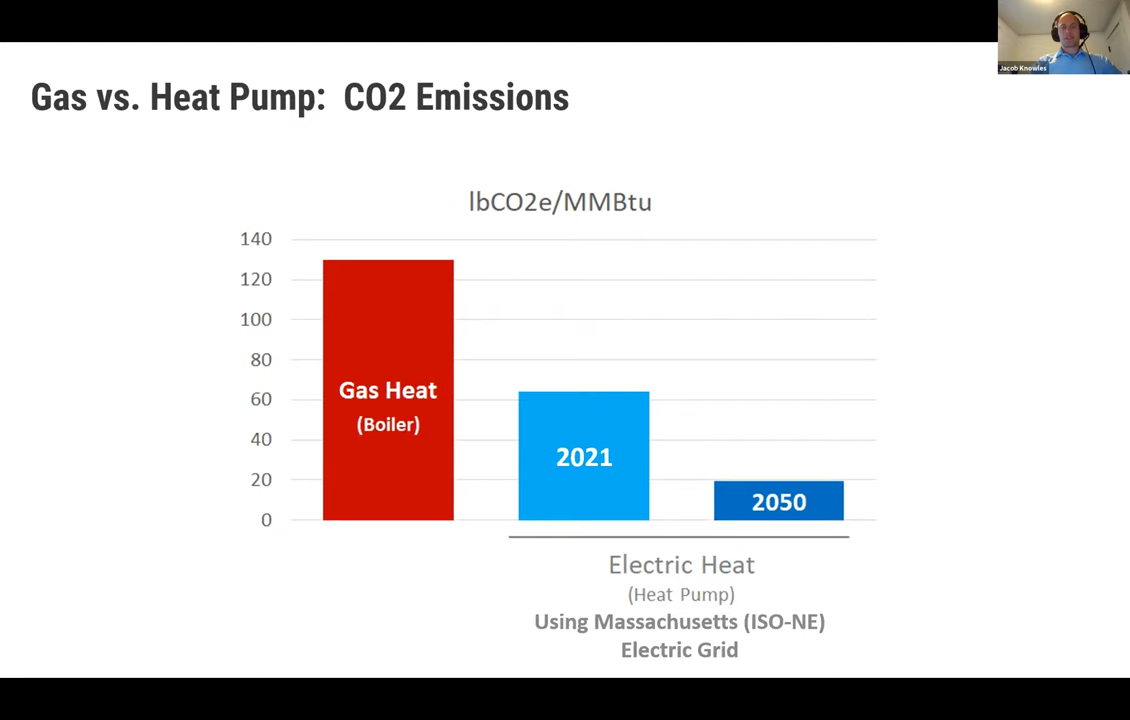 Jacob Knowles
Gas vs. Heat Pump: CO2 Emissions
lbCO2e/MMBtu
140
120
100
80
60
40
20
0
Gas Heat
(Boiler)
2021
2050
Electric Heat
(Heat Pump)
Using Massachusetts (ISO-NE)
Electric Grid